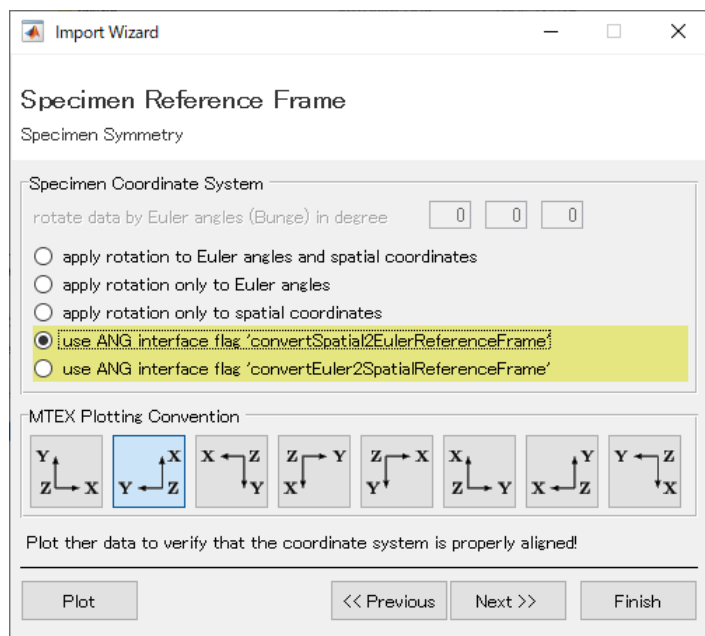 Import Wizard
Specimen Reference Frame
Specimen Symmetry
Specimen Coordinate System
rotate data by Euler angles (Bunge) in degree 0 0 0
apply rotation to Euler angles and spatial coordinates
apply rotation only to Euler angles
apply rotation only to spatial coordinates
use ANG interface flag 'convertSpatial2EulerReferenceFrame'
use ANG interface flag 'convertEuler2SpatialReferenceFrame'
MTEX Plotting Convention
Y X X Z Z Y Z X X Y Y Z
Z X Y Z Y X Y Z Y X Z X
Plot ther data to verify that the coordinate system is properly aligned!
Plot << Previous Next >> Finish